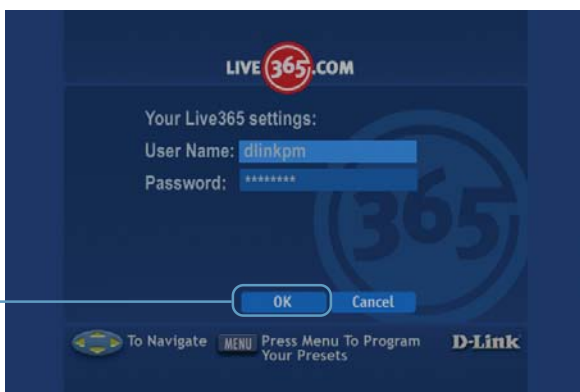 LIVE 365 .COM
Your Live365 settings:
User Name: dlinkpm
Password: ********
365
OK Cancel
To Navigate MENU Press Menu To Program D-Link
Your Presets